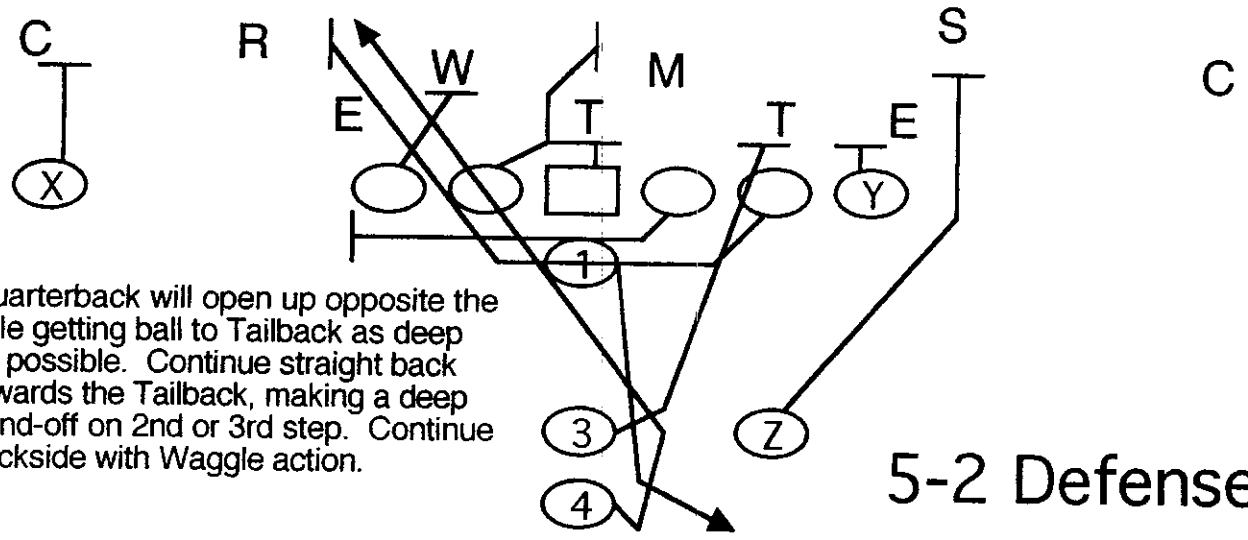 C R W M S C
E T T E
X Y
1
uarterback will open up opposite the
le getting ball to Tailback as deep
possible. Continue straight back
wards the Tailback, making a deep
nd-off on 2nd or 3rd step. Continue
ckside with Waggle action.
3 Z
4
5-2 Defense